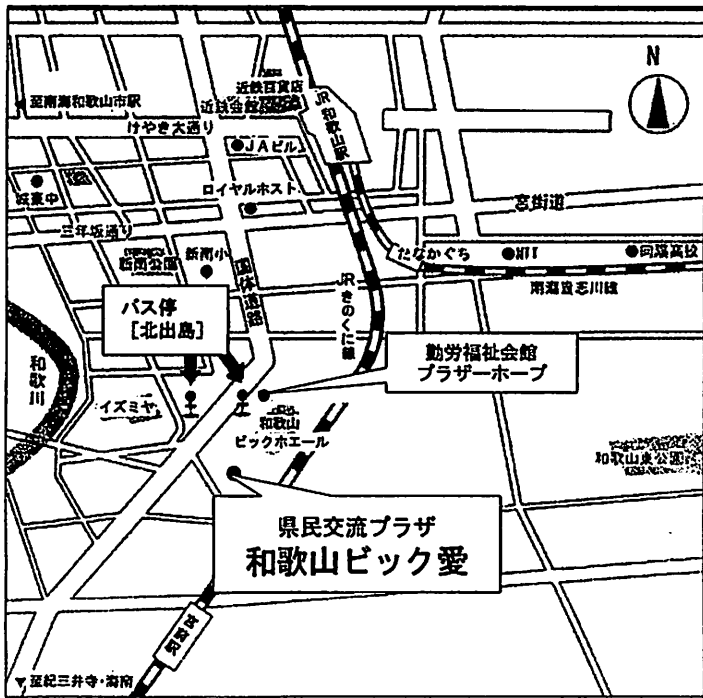 N
近鉄百貨店
近鉄会館
至南海和歌山市駅
けやき大通り
JAビル
JR和歌山駅
ロイヤルホスト
宮街道
三年坂通り
新南小
新南公園
国体道路
たなかぐち
NTT
向陽高校
南海貴志川線
JRきのくに線
バス停
[北出島]
勤労福祉会館
プラザーホープ
和歌川
イズミヤ
和歌山
ビックホエール
和歌山東公園
県民交流プラザ
和歌山ビック愛
宮前駅
至紀三井寺・海南